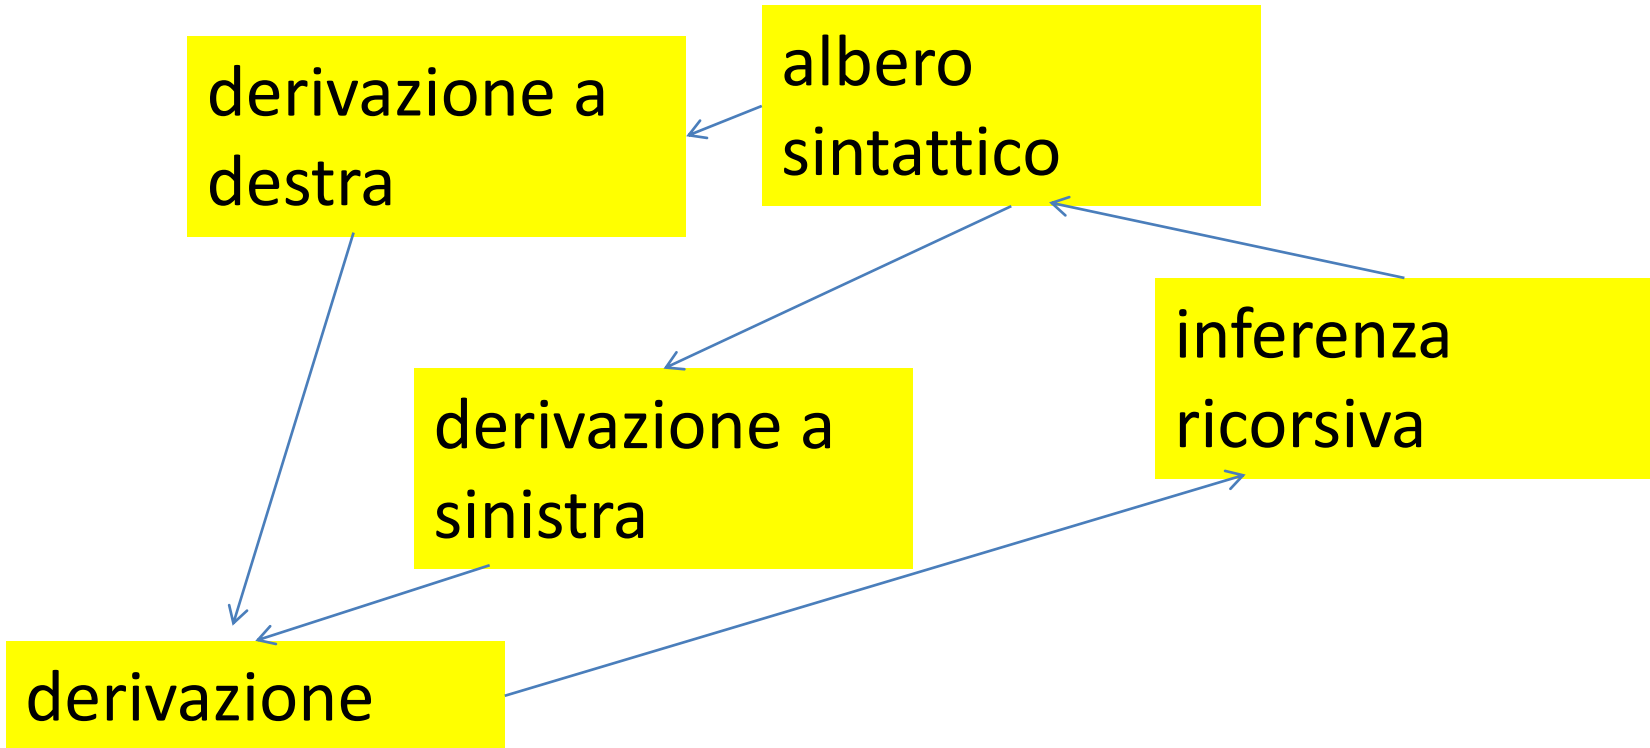 derivazione a
destra
albero
sintattico
inferenza
ricorsiva
derivazione a
sinistra
derivazione